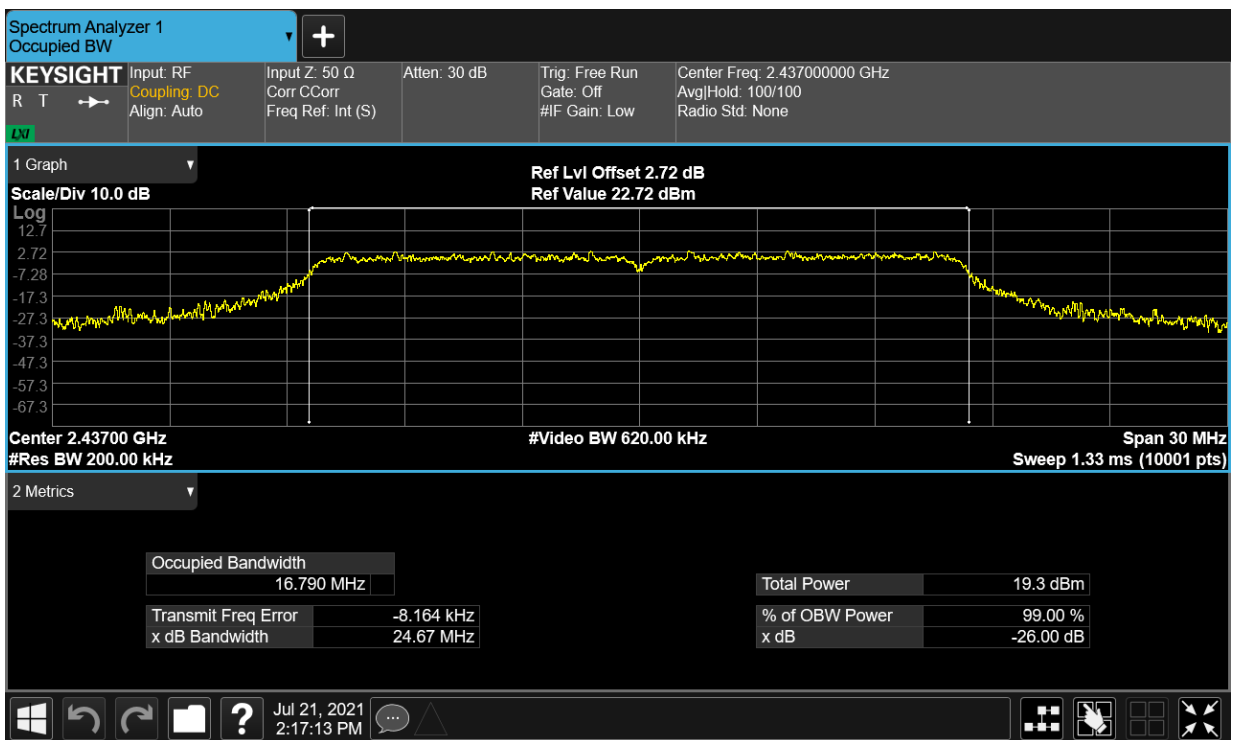 Spectrum Analyzer 1
Occupied BW
+
KEYSIGHT Input: RF Input Z: 50 Ω Atten: 30 dB Trig: Free Run Center Freq: 2.437000000 GHz
R T Coupling: DC Corr CCorr Gate: Off Avg|Hold: 100/100
Align: Auto Freq Ref: Int (S) #IF Gain: Low Radio Std: None
LXI
1 Graph
Ref Lvl Offset 2.72 dB
Scale/Div 10.0 dB Ref Value 22.72 dBm
Log
12.7
2.72
-7.28
-17.3
-27.3
-37.3
-47.3
-57.3
-67.3
Center 2.43700 GHz #Video BW 620.00 kHz Span 30 MHz
#Res BW 200.00 kHz Sweep 1.33 ms (10001 pts)
2 Metrics
Occupied Bandwidth
16.790 MHz Total Power 19.3 dBm
Transmit Freq Error -8.164 kHz % of OBW Power 99.00 %
x dB Bandwidth 24.67 MHz x dB -26.00 dB
? Jul 21, 2021
2:17:13 PM